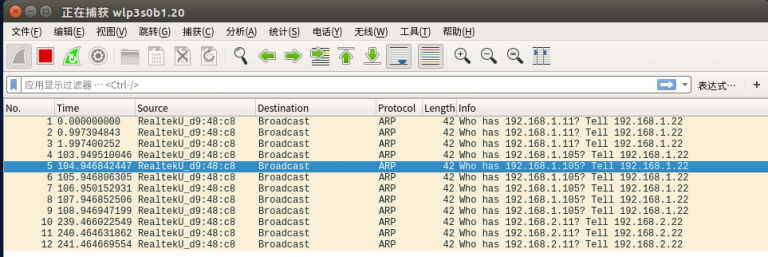 正在捕获 wlp3s0b1.20
文件(F) 编辑(E) 视图(V) 跳转(G) 捕获(C) 分析(A) 统计(S) 电话(Y) 无线(W) 工具(T) 帮助(H)
应用显示过滤器 … <Ctrl-/> 表达式… +
No. Time Source Destination Protocol Length Info
1 0.000000000 RealtekU_d9:48:c8 Broadcast ARP 42 Who has 192.168.1.11? Tell 192.168.1.22
2 0.997394843 RealtekU_d9:48:c8 Broadcast ARP 42 Who has 192.168.1.11? Tell 192.168.1.22
3 1.997400252 RealtekU_d9:48:c8 Broadcast ARP 42 Who has 192.168.1.11? Tell 192.168.1.22
4 103.949510046 RealtekU_d9:48:c8 Broadcast ARP 42 Who has 192.168.1.105? Tell 192.168.1.22
5 104.946842447 RealtekU_d9:48:c8 Broadcast ARP 42 Who has 192.168.1.105? Tell 192.168.1.22
6 105.946806305 RealtekU_d9:48:c8 Broadcast ARP 42 Who has 192.168.1.105? Tell 192.168.1.22
7 106.950152931 RealtekU_d9:48:c8 Broadcast ARP 42 Who has 192.168.1.105? Tell 192.168.1.22
8 107.946852506 RealtekU_d9:48:c8 Broadcast ARP 42 Who has 192.168.1.105? Tell 192.168.1.22
9 108.946947199 RealtekU_d9:48:c8 Broadcast ARP 42 Who has 192.168.1.105? Tell 192.168.1.22
10 239.466022549 RealtekU_d9:48:c8 Broadcast ARP 42 Who has 192.168.2.11? Tell 192.168.2.22
11 240.464631862 RealtekU_d9:48:c8 Broadcast ARP 42 Who has 192.168.2.11? Tell 192.168.2.22
12 241.464669554 RealtekU_d9:48:c8 Broadcast ARP 42 Who has 192.168.2.11? Tell 192.168.2.22